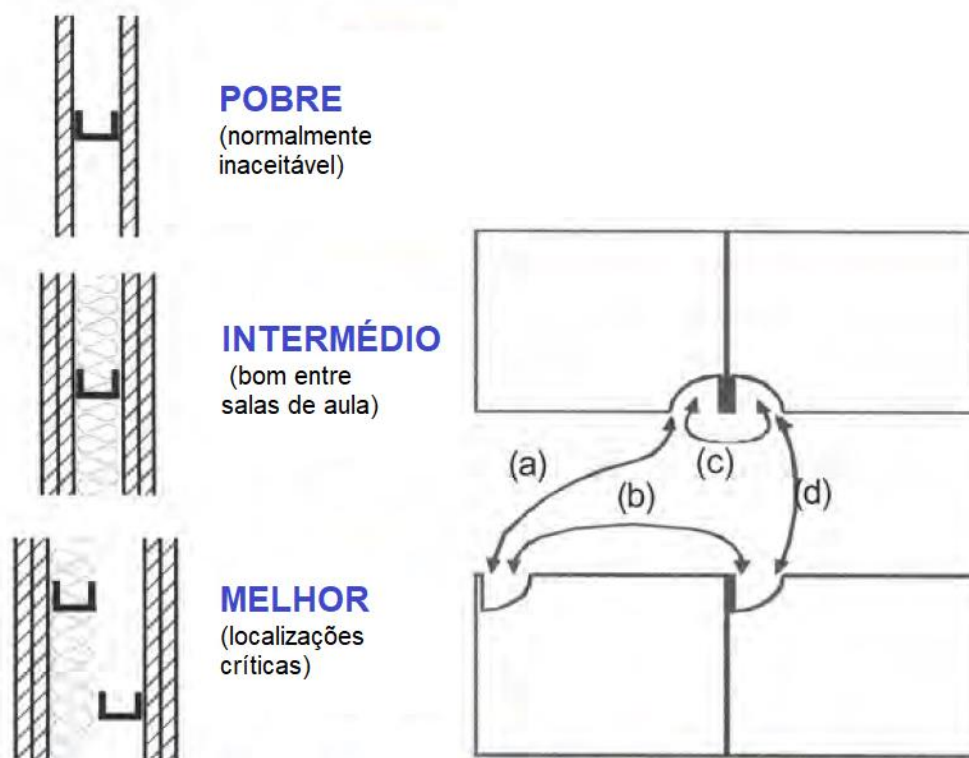 POBRE
(normalmente
inaceitável)
INTERMÉDIO
(bom entre
salas de aula)
MELHOR
(localizações
críticas)
(a)
(b)
(c)
(d)